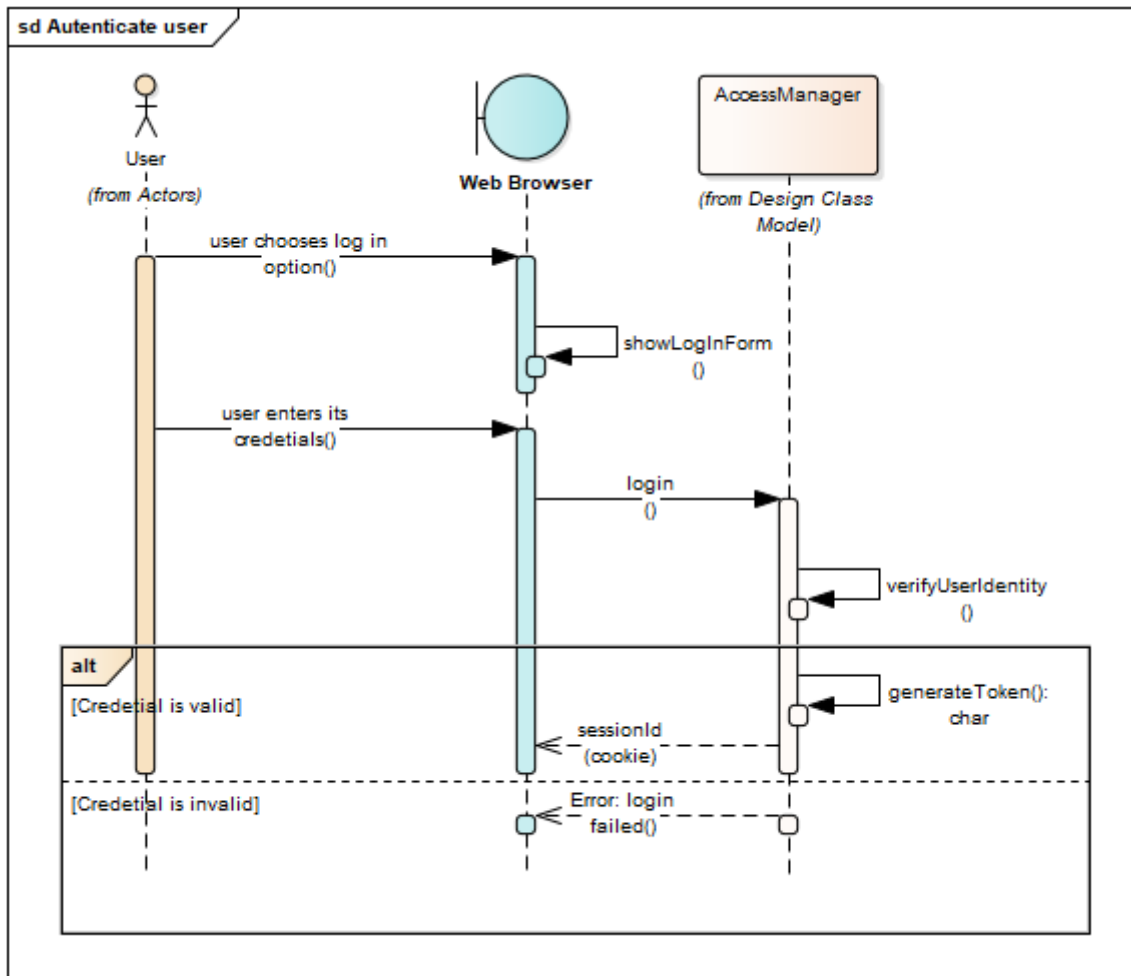 sd Autenticate user
User
(from Actors)
Web Browser
AccessManager
(from Design Class
Model)
user chooses log in
option()
showLogInForm
()
user enters its
credetials()
login
()
verifyUserIdentity
()
alt
[Credetial is valid]
generateToken():
char
sessionId
(cookie)
[Credetial is invalid]
Error: login
failed()